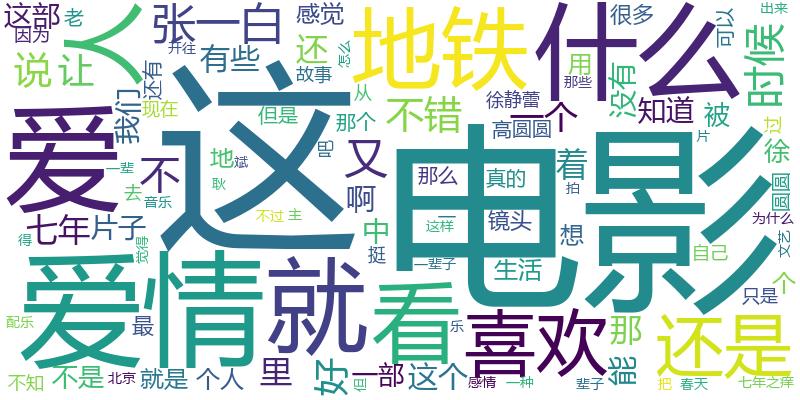 这部
老
人
张一白
感觉
地铁
什么
很多
出来
因为
可以
说
让
还有
开往
有些
还
怎么
故事
用
那些
没有
时候
爱
我们
现在
这
但是
从
那个
不错
徐静蕾
一个
高圆圆
知道
被
过
片
一辈
不
地
斌
吧
又
电影
着
徐
去
耿
啊
那么
真的
拍
圆圆
音乐
七年
片子
不过
主
中
一
这样
镜头
想
为什么
文艺
得
觉得
挺
一辈子
生活
自己
爱情
就
看
个
只是
配乐
最
乐
喜欢
那
还是
不知
不是
北京
就是
个人
里
好
但
一部
这个
感情
一种
辈子
能
把
春天
七年之痒